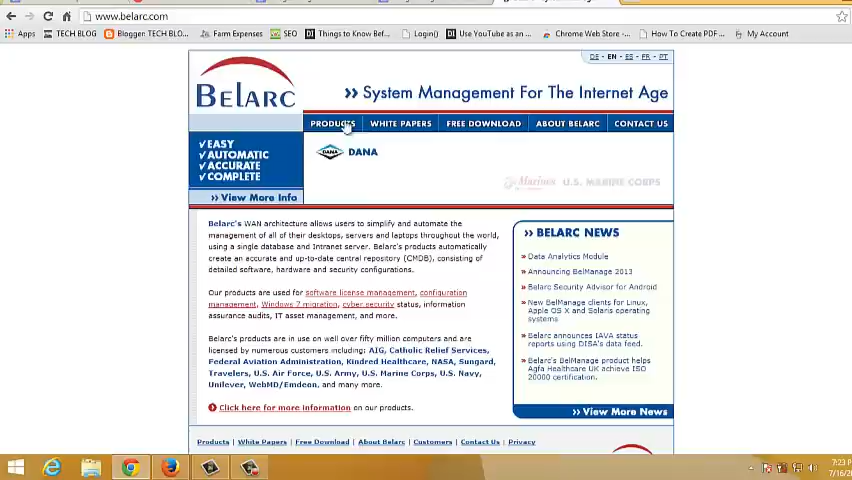 www.belarc.com
Apps TECH BLOG Blogger: TECH BLO... Farm Expenses SEO Things to Know Bef... Login() Use YouTube as an ... Chrome Web Store - ... How To Create PDF ... My Account
DE - EN - ES - FR - PT
BELARC
System Management For The Internet Age
PRODUCTS WHITE PAPERS FREE DOWNLOAD ABOUT BELARC CONTACT US
√ EASY
√ AUTOMATIC
√ ACCURATE
√ COMPLETE
DANA DANA
Marines U.S. MARINE CORPS
View More Info
Belarc's WAN architecture allows users to simplify and automate the
management of all of their desktops, servers and laptops throughout the world,
using a single database and Intranet server. Belarc's products automatically
create an accurate and up-to-date central repository (CMDB), consisting of
detailed software, hardware and security configurations.
Our products are used for software license management, configuration
management, Windows 7 migration, cyber security status, information
assurance audits, IT asset management, and more.
Belarc's products are in use on well over fifty million computers and are
licensed by numerous customers including: AIG, Catholic Relief Services,
Federal Aviation Administration, Kindred Healthcare, NASA, Sungard,
Travelers, U.S. Air Force, U.S. Army, U.S. Marine Corps, U.S. Navy,
Unilever, WebMD/Emdeon, and many more.
Click here for more information on our products.
BELARC NEWS
Data Analytics Module
Announcing BelManage 2013
Belarc Security Advisor for Android
New BelManage clients for Linux,
Apple OS X and Solaris operating
systems
Belarc announces IAVA status
reports using DISA's data feed.
Belarc's BelManage product helps
Agfa Healthcare UK achieve ISO
20000 certification.
View More News
Products | White Papers | Free Download | About Belarc | Customers | Contact Us | Privacy
7:23 P
7/16/2